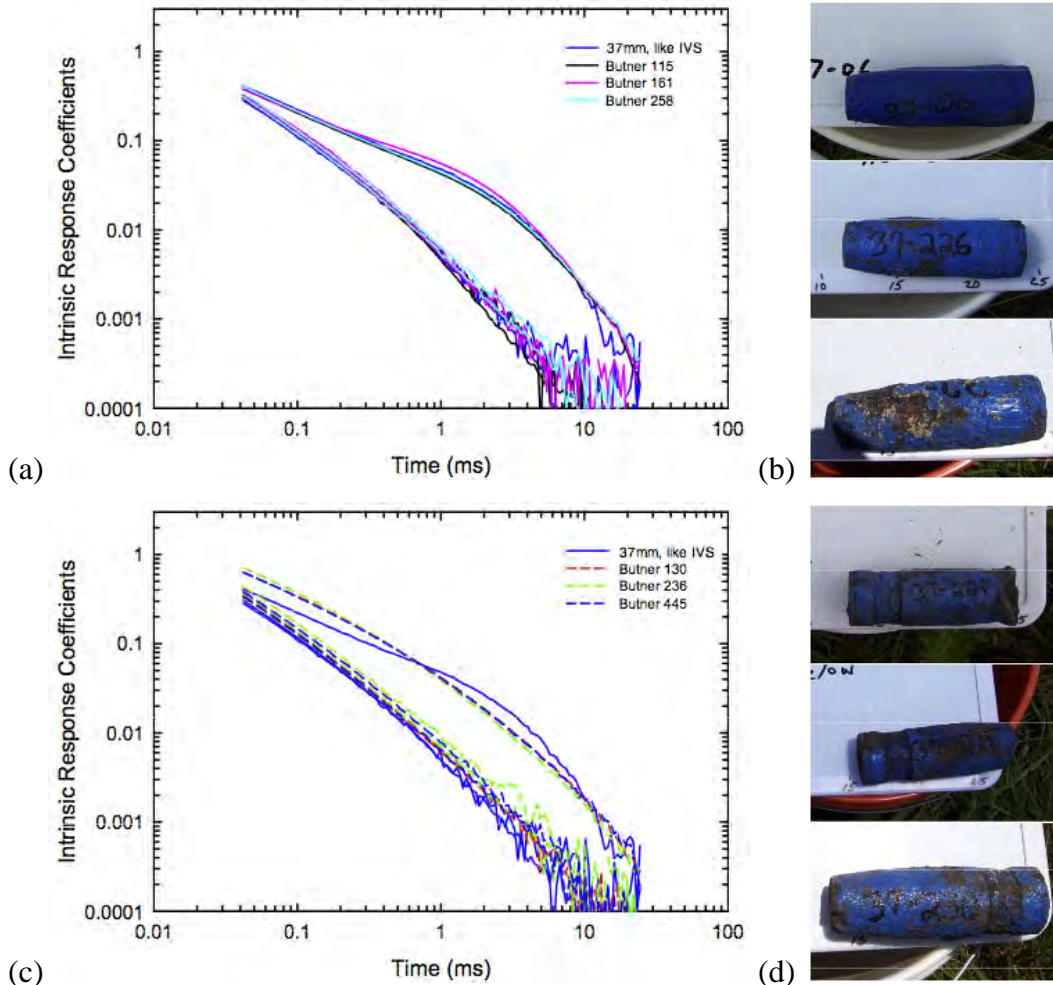 1
0.1
0.01
0.001
0.0001
0.01
0.1
1
10
100
Intrinsic Response Coefficients
Time (ms)
37mm, like IVS
Butner 115
Butner 161
Butner 258
(a)
7-06
37-226
10
15
20
25
(b)
1
0.1
0.01
0.001
0.0001
0.01
0.1
1
10
100
Intrinsic Response Coefficients
Time (ms)
37mm, like IVS
Butner 130
Butner 236
Butner 445
(c)
15
(d)